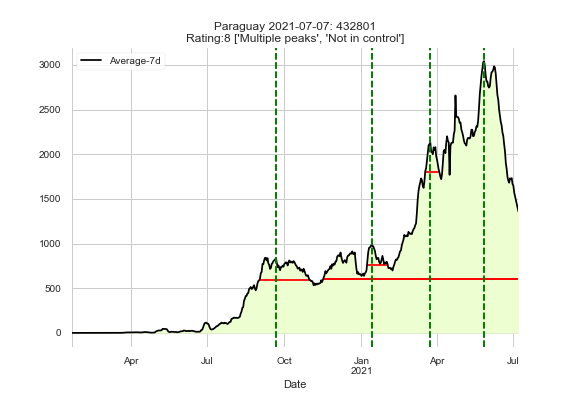 Paraguay 2021-07-07: 432801
Rating:8 ['Multiple peaks', 'Not in control']
Average-7d
3000
2500
2000
1500
1000
500
0
Apr
Jul
Oct
Jan
2021
Apr
Jul
Date